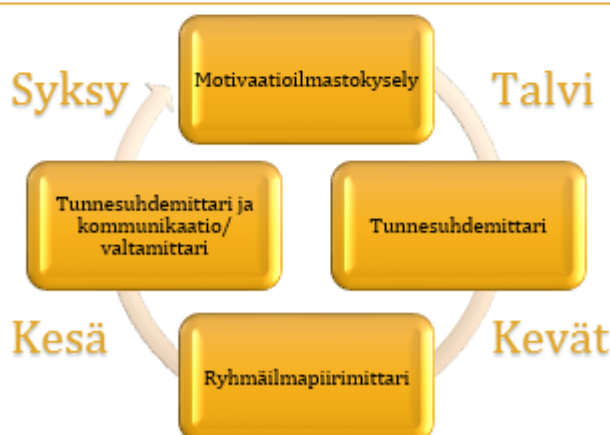 Motivaatioilmastokysely
Syksy
Talvi
Tunnesuhdemittari ja
kommunikaatio/
valtamittari
Tunnesuhdemittari
Kesä
Kevät
Ryhmäilmapiirimittari